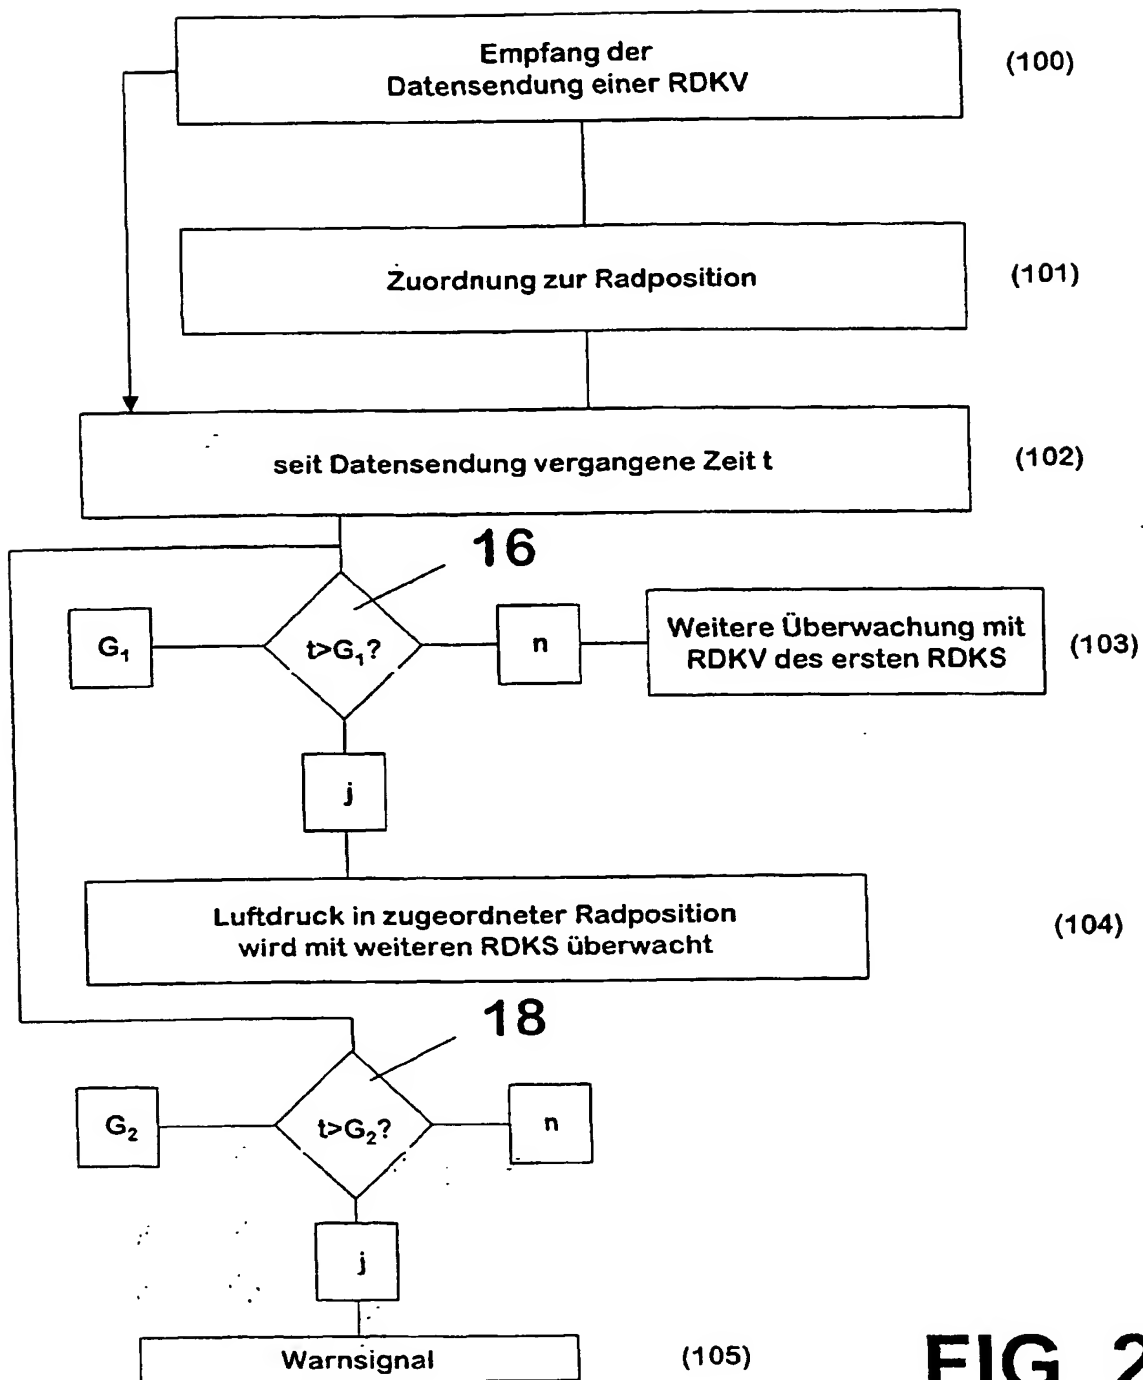 Empfang der
Datensendung einer RDKV
(100)
Zuordnung zur Radposition
(101)
seit Datensendung vergangene Zeit t
(102)
16
G₁
t>G₁?
n
Weitere Überwachung mit
RDKV des ersten RDKS
(103)
j
Luftdruck in zugeordneter Radposition
wird mit weiteren RDKS überwacht
(104)
18
G₂
t>G₂?
n
j
Warnsignal
(105)
FIG. 2